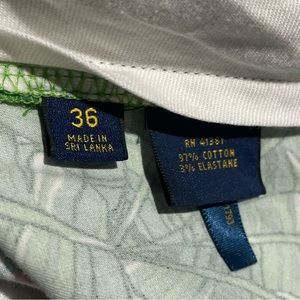 36
MADE IN
SRI LANKA
RN 41381
97% COTTON
3% ELASTANE